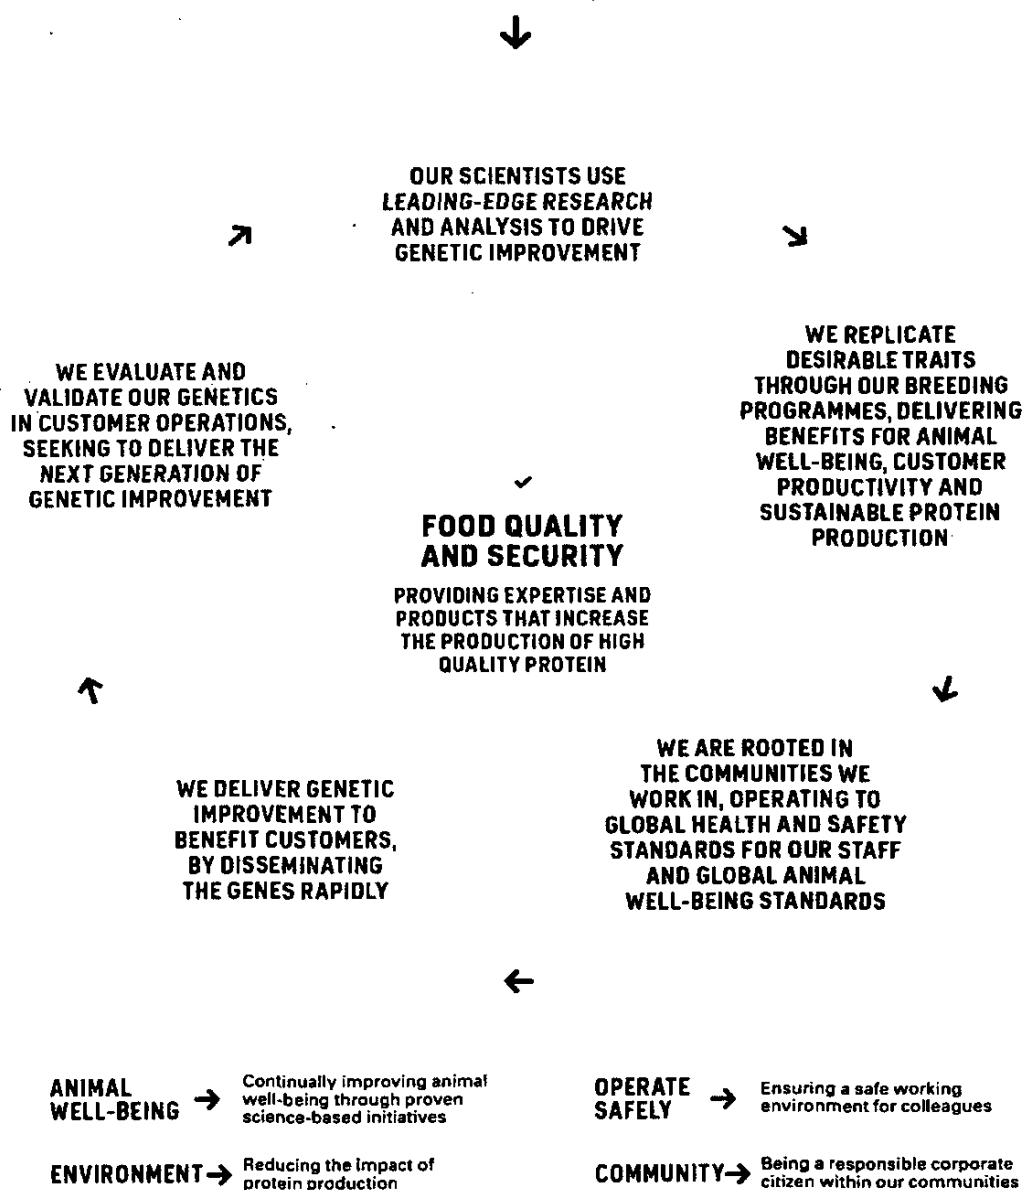 OUR SCIENTISTS USE
LEADING-EDGE RESEARCH
AND ANALYSIS TO DRIVE
GENETIC IMPROVEMENT
WE REPLICATE
DESIRABLE TRAITS
THROUGH OUR BREEDING
PROGRAMMES, DELIVERING
BENEFITS FOR ANIMAL
WELL-BEING, CUSTOMER
PRODUCTIVITY AND
SUSTAINABLE PROTEIN
PRODUCTION
WE ARE ROOTED IN
THE COMMUNITIES WE
WORK IN, OPERATING TO
GLOBAL HEALTH AND SAFETY
STANDARDS FOR OUR STAFF
AND GLOBAL ANIMAL
WELL-BEING STANDARDS
WE DELIVER GENETIC
IMPROVEMENT TO
BENEFIT CUSTOMERS,
BY DISSEMINATING
THE GENES RAPIDLY
WE EVALUATE AND
VALIDATE OUR GENETICS
IN CUSTOMER OPERATIONS,
SEEKING TO DELIVER THE
NEXT GENERATION OF
GENETIC IMPROVEMENT
FOOD QUALITY
AND SECURITY
PROVIDING EXPERTISE AND
PRODUCTS THAT INCREASE
THE PRODUCTION OF HIGH
QUALITY PROTEIN
ANIMAL
WELL-BEING
Continually improving animal
well-being through proven
science-based initiatives
ENVIRONMENT
Reducing the impact of
protein production
OPERATE
SAFELY
Ensuring a safe working
environment for colleagues
COMMUNITY
Being a responsible corporate
citizen within our communities